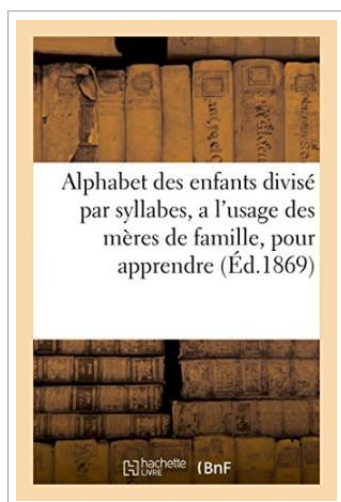 Alphabet des enfants divisé
par syllabes, a l'usage des
mères de famille, pour
apprendre (Éd.1869)
hachette
LIVRE
(BnF